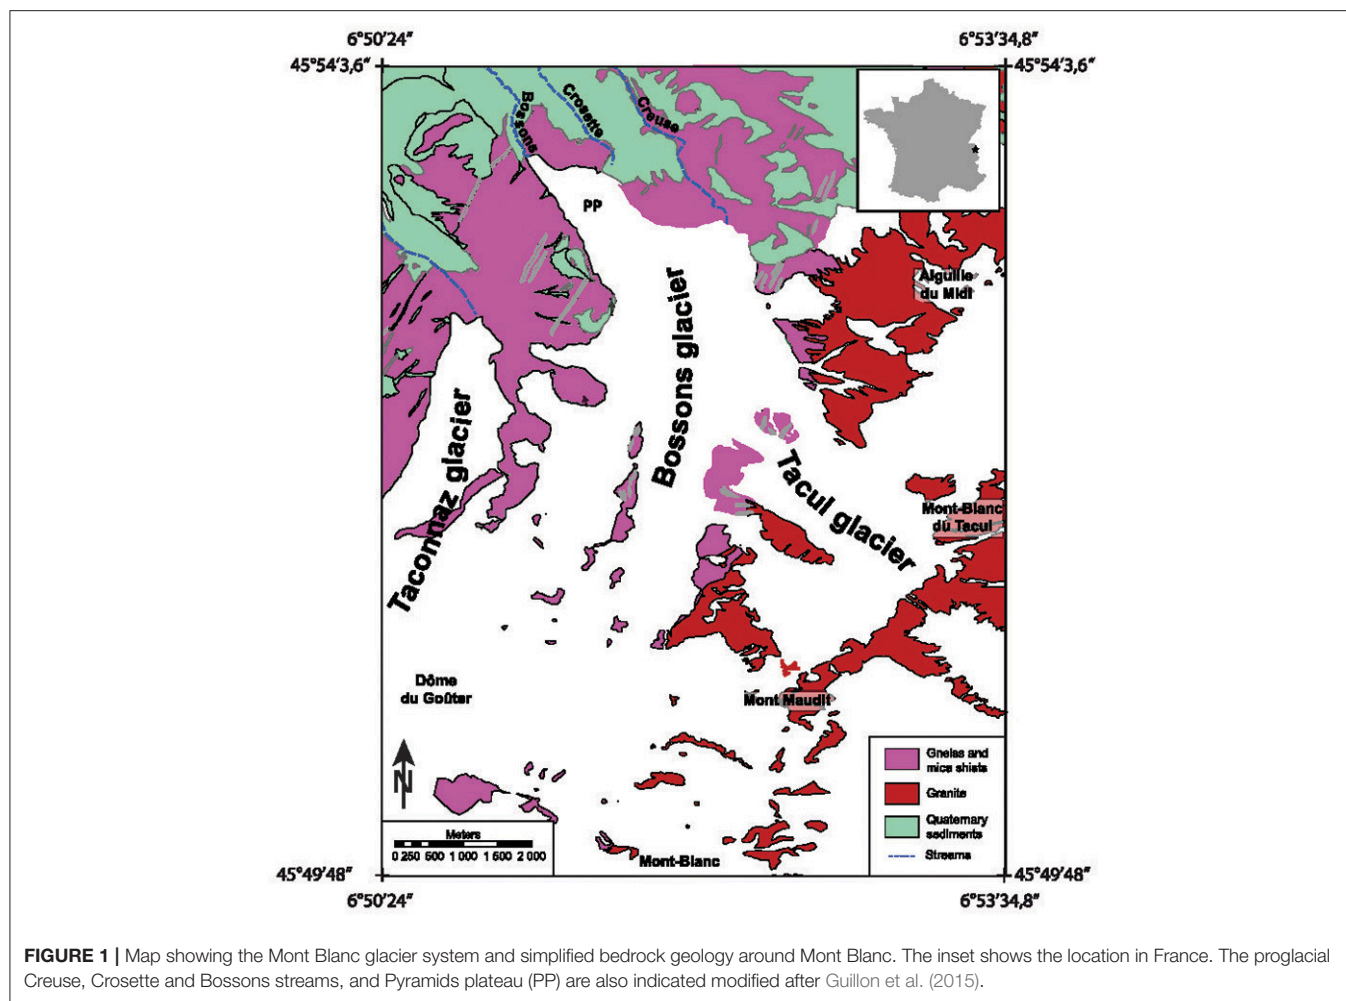 6°50′24″ 6°53′34,8″
45°54′3,6″ 45°54′3,6″
Bossons
Crosette
Creuse
PP
Aiguille
du Midi
Bossons glacier
Taconnaz glacier
Tacul glacier
Mont-Blanc
du Tacul
Dôme
du Goûter
Mont Maudit
N
Gneiss and
mica shists
Granite
Quaternary
sediments
Streams
Meters
0 250 500 1 000 1 500 2 000
Mont-Blanc
45°49′48″ 45°49′48″
6°50′24″ 6°53′34,8″
FIGURE 1 | Map showing the Mont Blanc glacier system and simplified bedrock geology around Mont Blanc. The inset shows the location in France. The proglacial
Creuse, Crosette and Bossons streams, and Pyramids plateau (PP) are also indicated modified after Guillon et al. (2015).